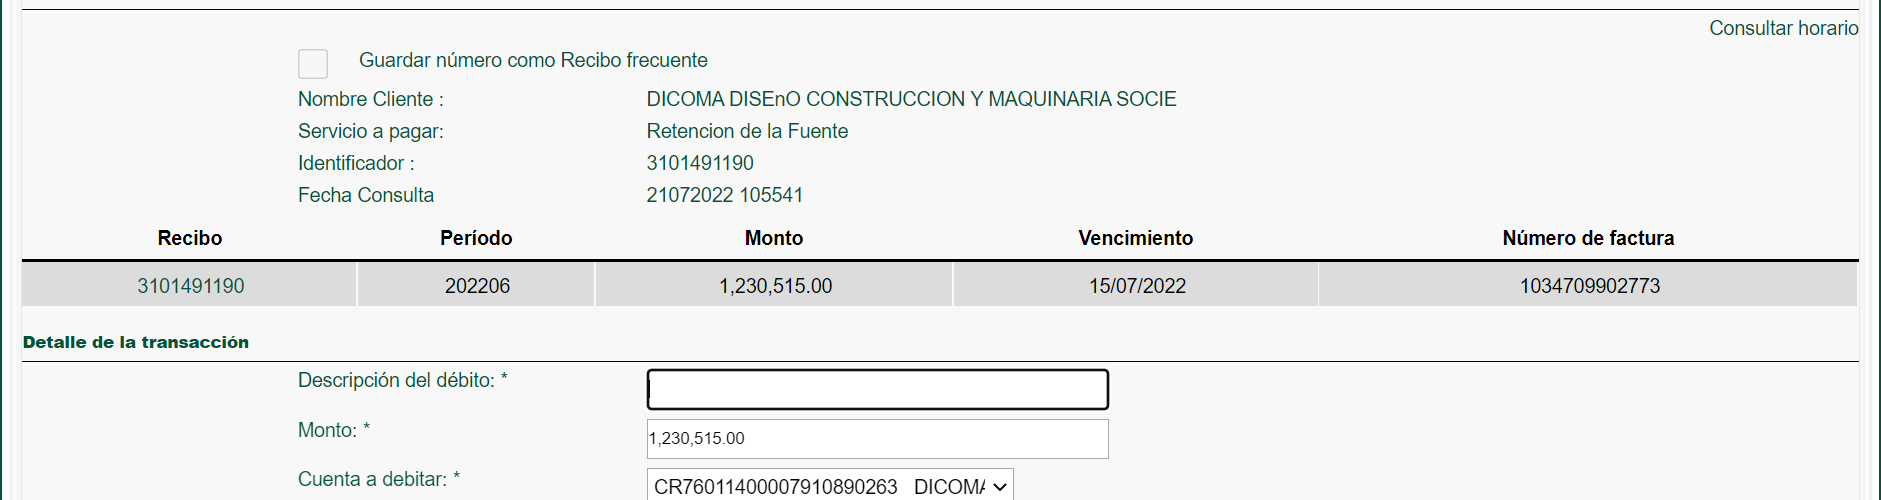 Consultar horario
Guardar número como Recibo frecuente
Nombre Cliente : DICOMA DISEnO CONSTRUCCION Y MAQUINARIA SOCIE
Servicio a pagar: Retencion de la Fuente
Identificador : 3101491190
Fecha Consulta 21072022 105541
Recibo Período Monto Vencimiento Número de factura
3101491190 202206 1,230,515.00 15/07/2022 1034709902773
Detalle de la transacción
Descripción del débito: *
Monto: * 1,230,515.00
Cuenta a debitar: * CR76011400007910890263 DICOMA